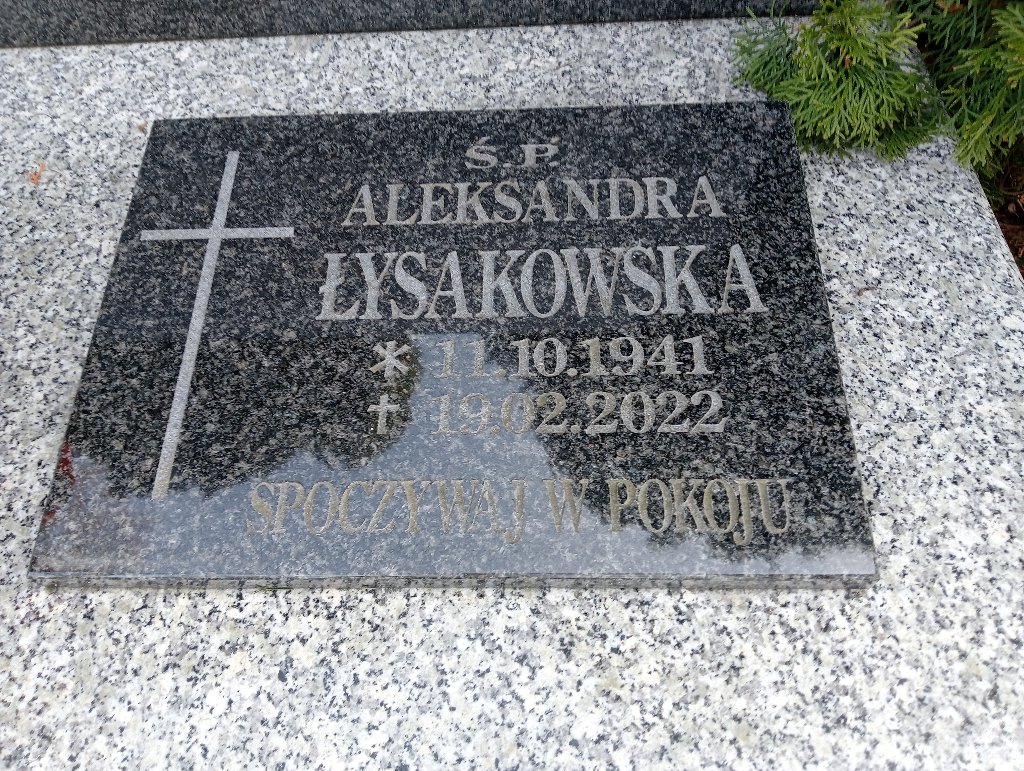 Ś.P
ALEKSANDRA
ŁYSAKOWSKA
* 11.10.1941
† 19.02.2022
SPOCZYWAJ W POKOJU